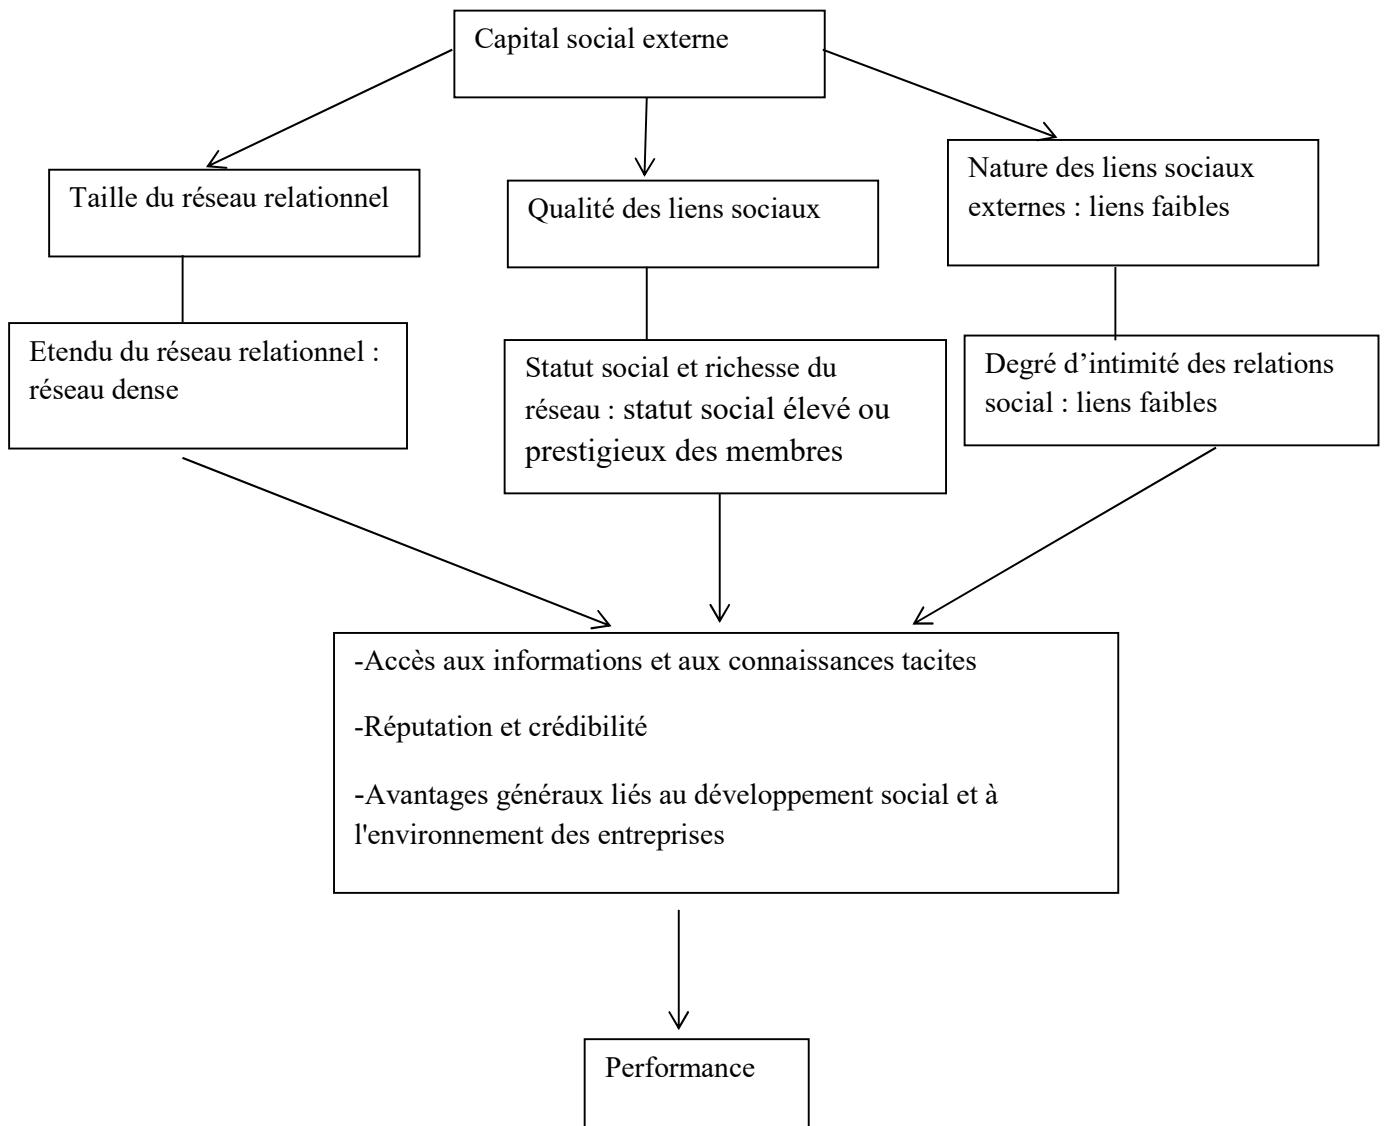 Capital social externe
Taille du réseau relationnel
Qualité des liens sociaux
Nature des liens sociaux
externes : liens faibles
Etendu du réseau relationnel :
réseau dense
Statut social et richesse du
réseau : statut social élevé ou
prestigieux des membres
Degré d’intimité des relations
social : liens faibles
-Accès aux informations et aux connaissances tacites
-Réputation et crédibilité
-Avantages généraux liés au développement social et à
l'environnement des entreprises
Performance